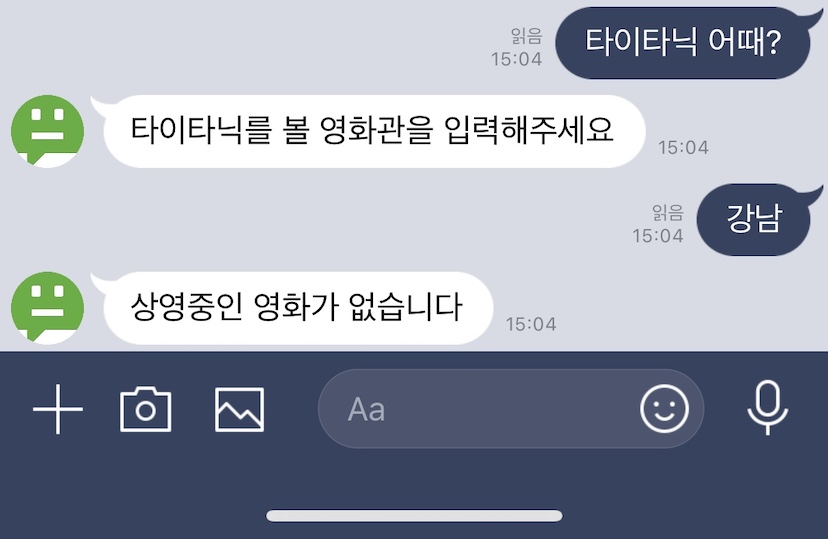 타이타닉 어때?
읽음
15:04
타이타닉를 볼 영화관을 입력해주세요
15:04
강남
읽음
15:04
상영중인 영화가 없습니다
15:04
Aa